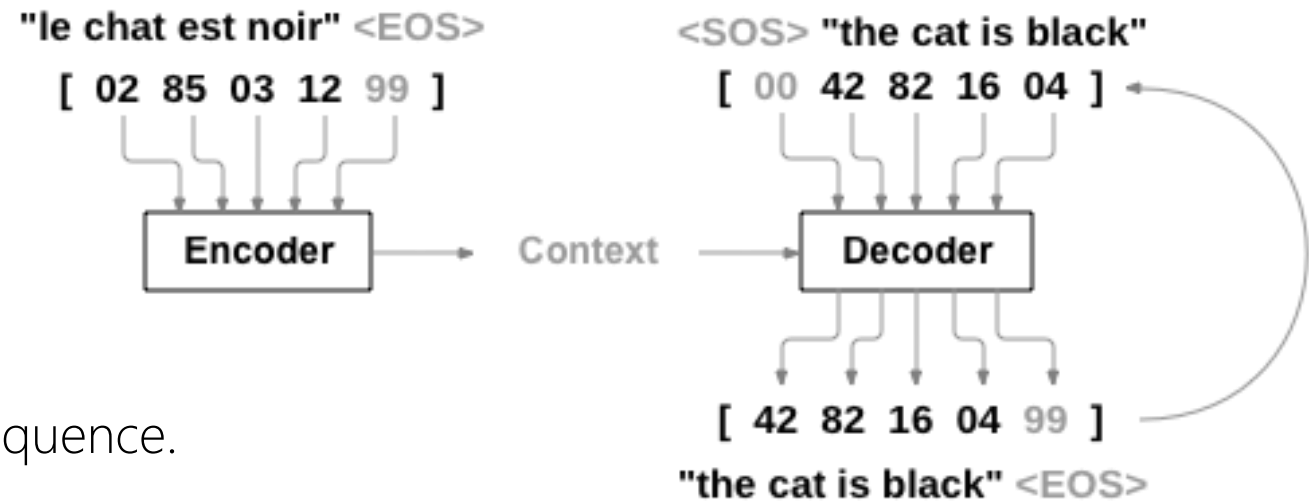 "le chat est noir" <EOS>
[ 02 85 03 12 99 ]
Encoder
Context
<SOS> "the cat is black"
[ 00 42 82 16 04 ]
Decoder
[ 42 82 16 04 99 ]
"the cat is black" <EOS>
quence.